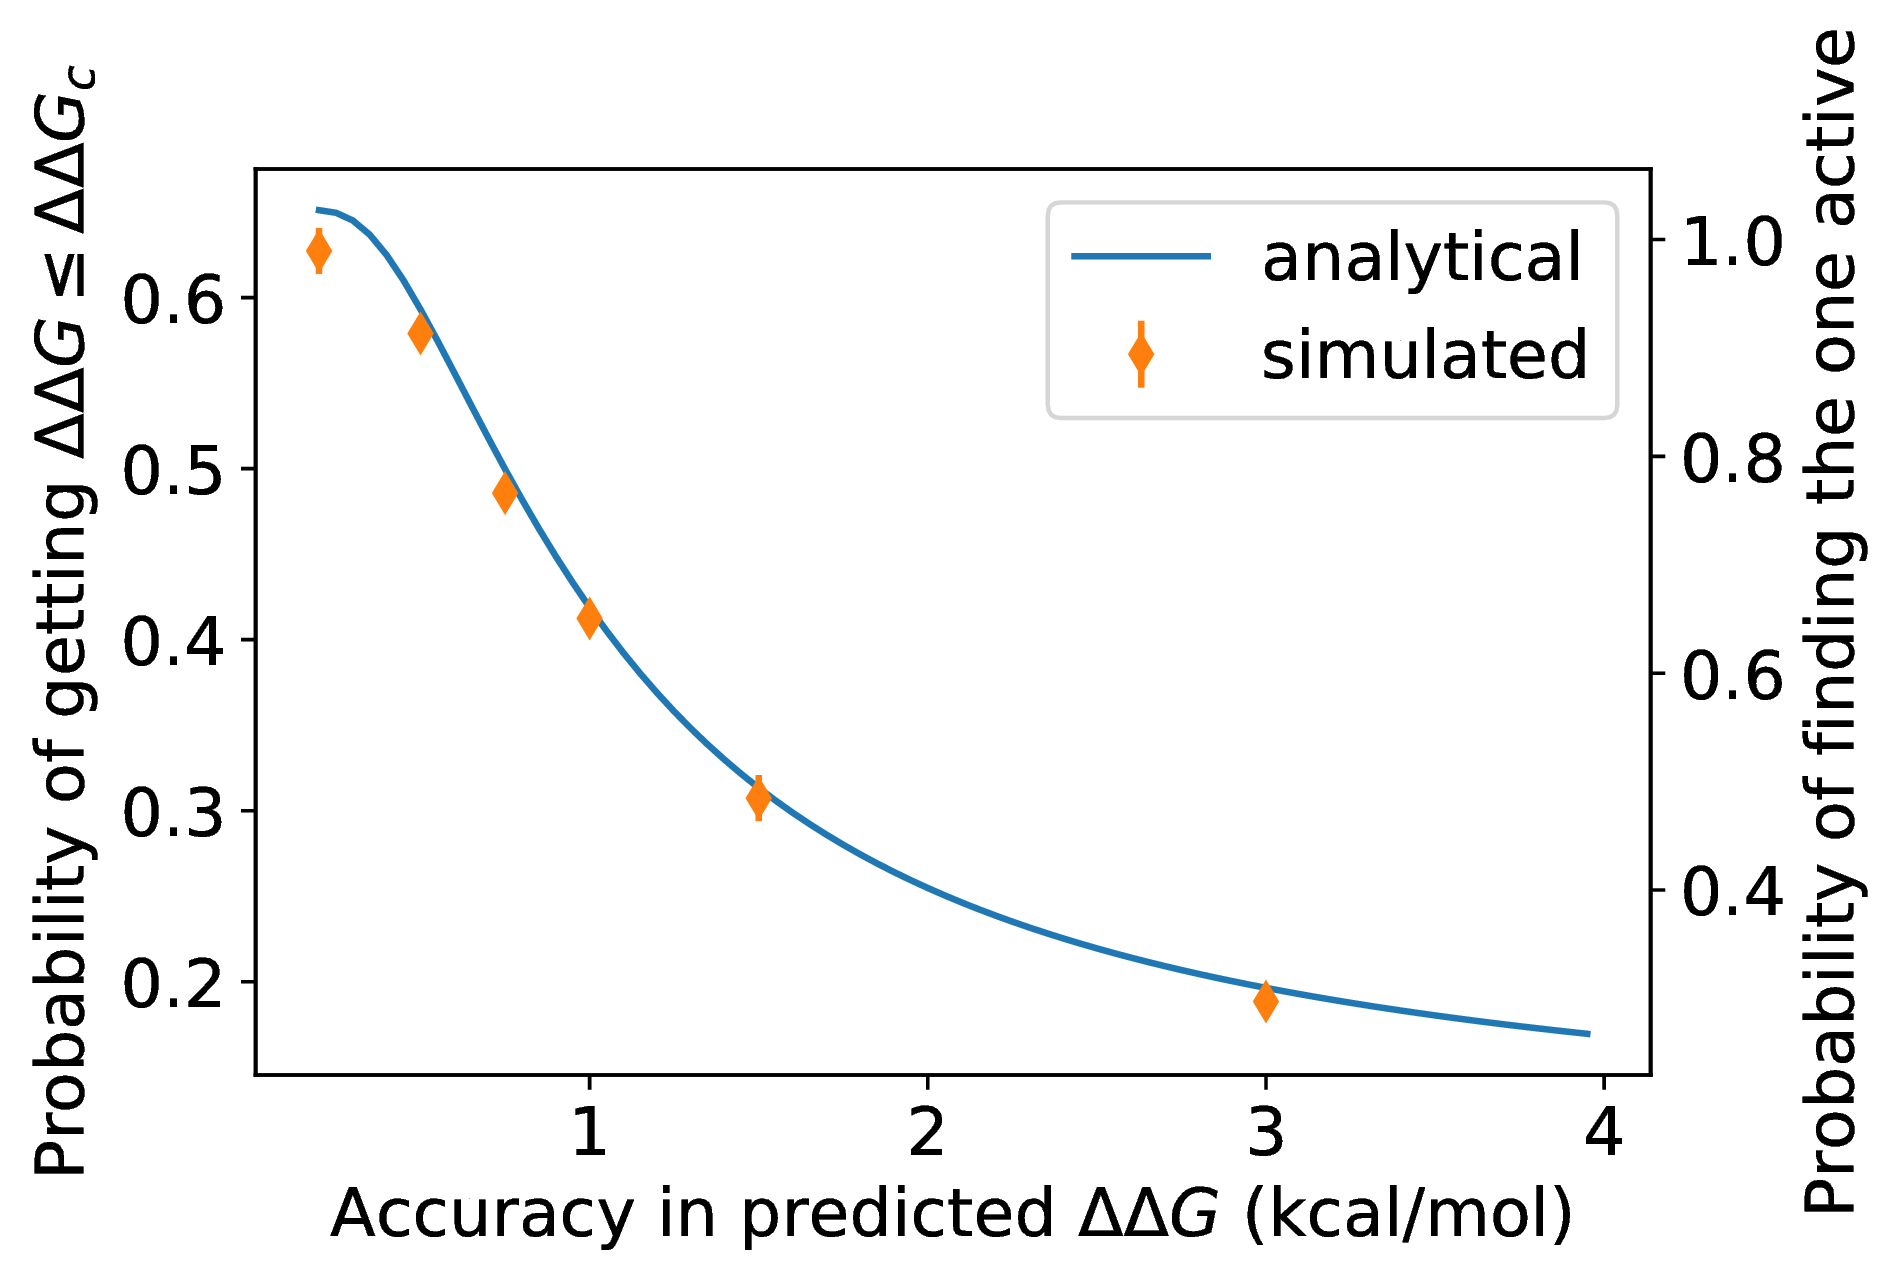 Probability of getting ΔΔG ≤ ΔΔG_c
0.6
0.5
0.4
0.3
0.2
analytical
simulated
1.0
0.8
0.6
0.4
Probability of finding the one active
1 2 3 4
Accuracy in predicted ΔΔG (kcal/mol)